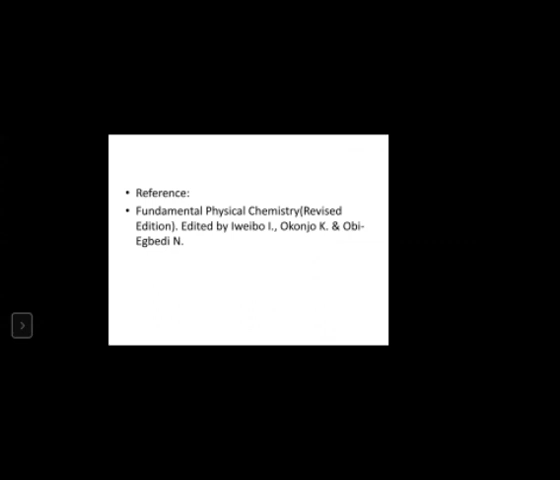 • Reference:
• Fundamental Physical Chemistry(Revised
Edition). Edited by Iweibo I., Okonjo K. & Obi-
Egbedi N.